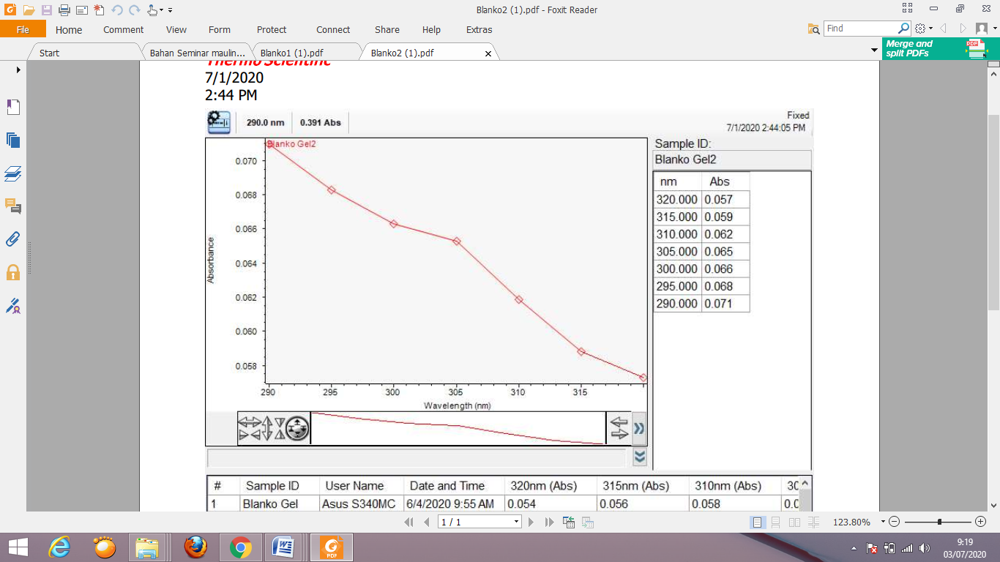 Blanko2 (1).pdf - Foxit Reader
File Home Comment View Form Protect Connect Share Help Extras
Find
Start Bahan Seminar maulin... Blanko1 (1).pdf Blanko2 (1).pdf
Merge and
split PDFs
PDF
Thermo Scientific
7/1/2020
2:44 PM
290.0 nm 0.391 Abs
Fixed
7/1/2020 2:44:05 PM
Blanko Gel2
0.070
0.068
0.066
0.064
0.062
0.060
0.058
Absorbance
290 295 300 305 310 315
Wavelength (nm)
Sample ID:
Blanko Gel2
nm Abs
320.000 0.057
315.000 0.059
310.000 0.062
305.000 0.065
300.000 0.066
295.000 0.068
290.000 0.071
# Sample ID User Name Date and Time 320nm (Abs) 315nm (Abs) 310nm (Abs) 30
1 Blanko Gel Asus S340MC 6/4/2020 9:55 AM 0.054 0.056 0.058 0.0
1 / 1
123.80%
PDF
9:19
03/07/2020